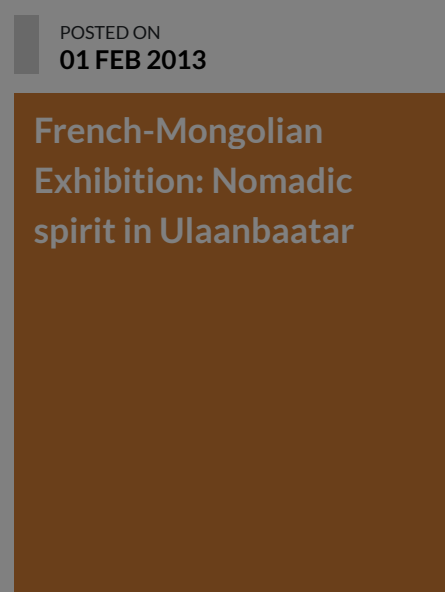 POSTED ON
01 FEB 2013
French-Mongolian
Exhibition: Nomadic
spirit in Ulaanbaatar